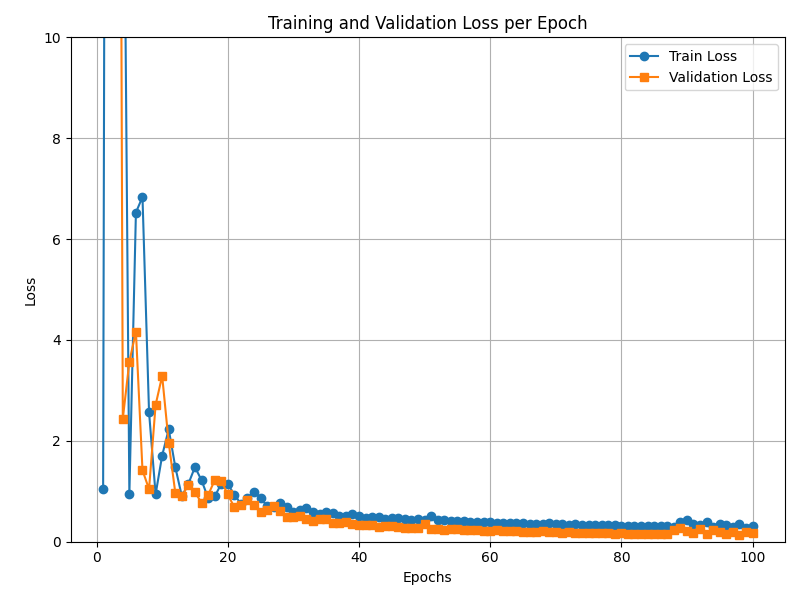 Training and Validation Loss per Epoch
Train Loss
Validation Loss
10
8
6
4
2
0
Loss
0 20 40 60 80 100
Epochs